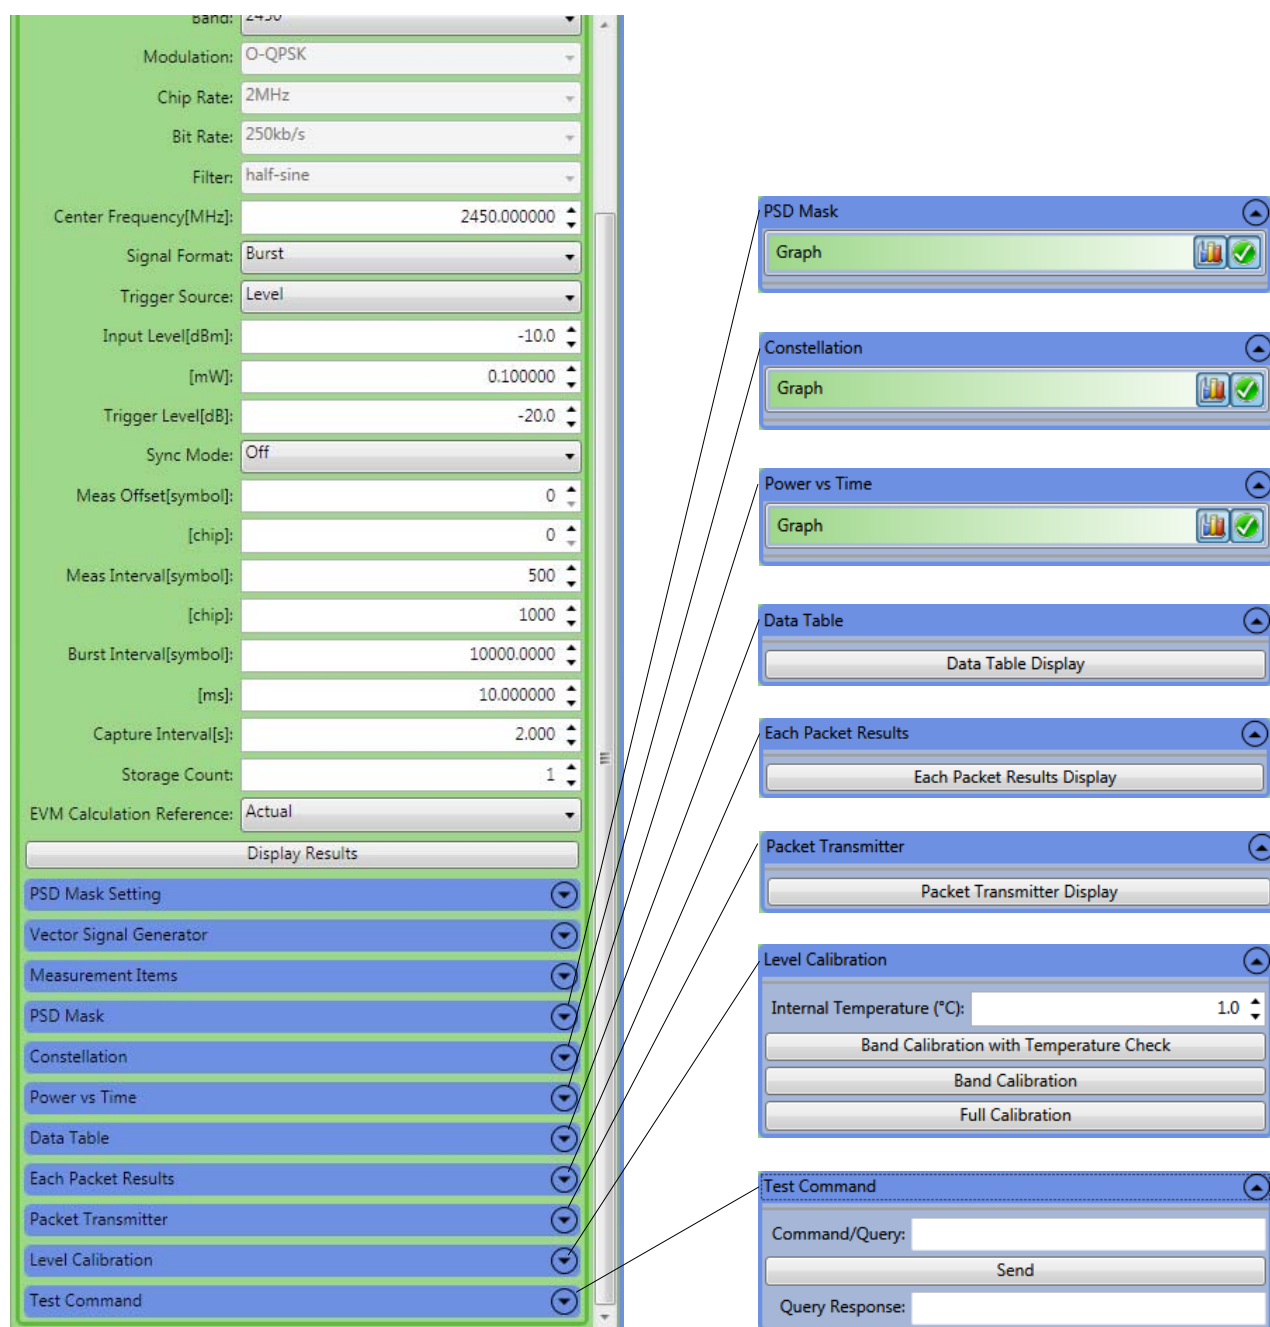 Band: 2450
Modulation: O-QPSK
Chip Rate: 2MHz
Bit Rate: 250kb/s
Filter: half-sine
Center Frequency[MHz]: 2450.000000
Signal Format: Burst
Trigger Source: Level
Input Level[dBm]: -10.0
[mW]: 0.100000
Trigger Level[dB]: -20.0
Sync Mode: Off
Meas Offset[symbol]: 0
[chip]: 0
Meas Interval[symbol]: 500
[chip]: 1000
Burst Interval[symbol]: 10000.0000
[ms]: 10.000000
Capture Interval[s]: 2.000
Storage Count: 1
EVM Calculation Reference: Actual
Display Results
PSD Mask Setting
Vector Signal Generator
Measurement Items
PSD Mask
Constellation
Power vs Time
Data Table
Each Packet Results
Packet Transmitter
Level Calibration
Test Command
PSD Mask
Graph
Constellation
Graph
Power vs Time
Graph
Data Table
Data Table Display
Each Packet Results
Each Packet Results Display
Packet Transmitter
Packet Transmitter Display
Level Calibration
Internal Temperature (°C): 1.0
Band Calibration with Temperature Check
Band Calibration
Full Calibration
Test Command
Command/Query:
Send
Query Response: